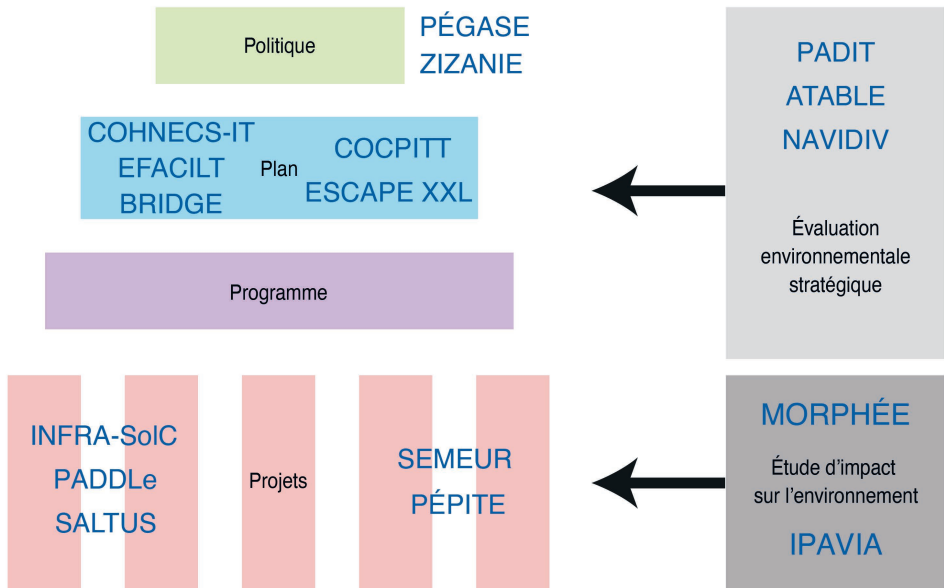 Politique
PÉGASE
ZIZANIE
COHNECS-IT
EFACILT
BRIDGE
Plan
COCPITT
ESCAPE XXL
Programme
PADIT
ATABLE
NAVIDIV
Évaluation
environnementale
stratégique
INFRA-SolC
PADDLe
SALTUS
Projets
SEMEUR
PÉPITE
MORPHÉE
Étude d'impact
sur l'environnement
IPAVIA